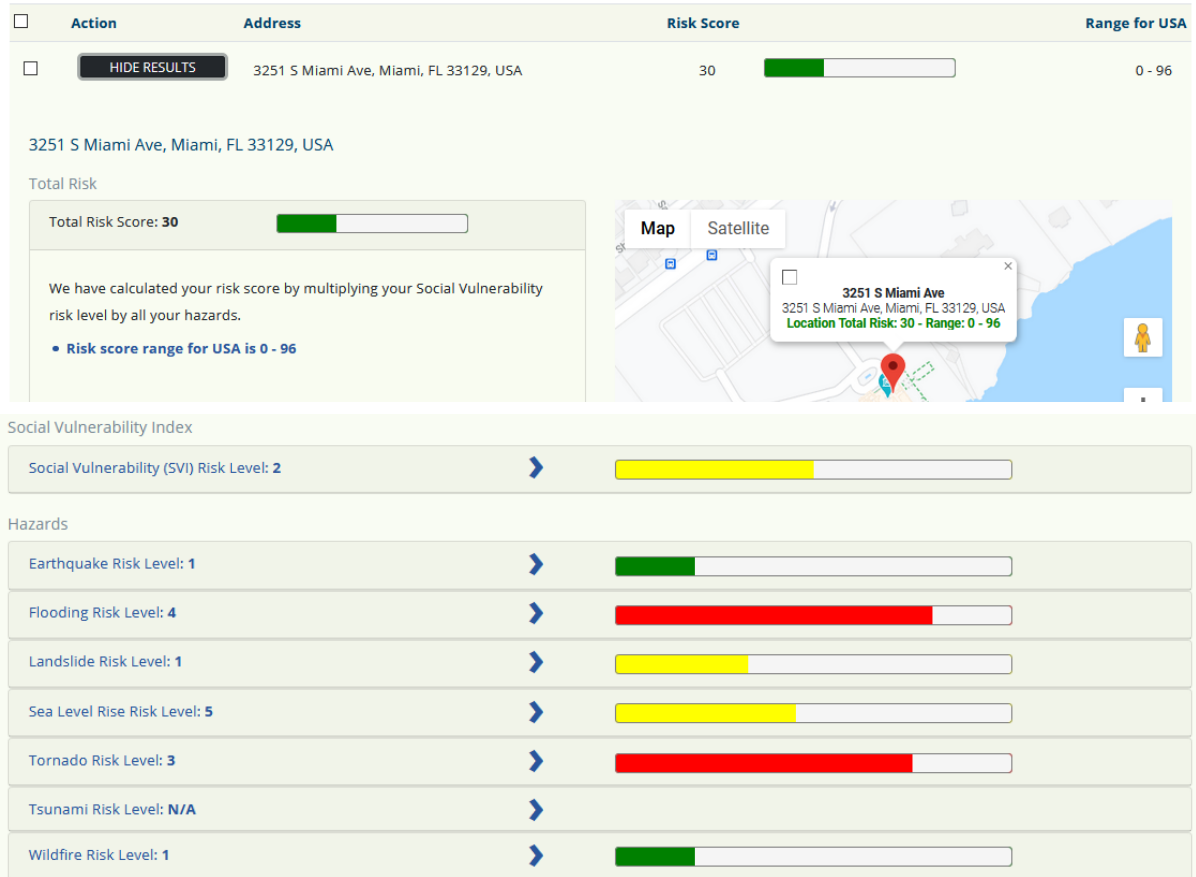 Action Address Risk Score Range for USA
HIDE RESULTS 3251 S Miami Ave, Miami, FL 33129, USA 30 0 - 96
3251 S Miami Ave, Miami, FL 33129, USA
Total Risk
Total Risk Score: 30
We have calculated your risk score by multiplying your Social Vulnerability
risk level by all your hazards.
• Risk score range for USA is 0 - 96
Map Satellite
3251 S Miami Ave
3251 S Miami Ave, Miami, FL 33129, USA
Location Total Risk: 30 - Range: 0 - 96
Social Vulnerability Index
Social Vulnerability (SVI) Risk Level: 2
Hazards
Earthquake Risk Level: 1
Flooding Risk Level: 4
Landslide Risk Level: 1
Sea Level Rise Risk Level: 5
Tornado Risk Level: 3
Tsunami Risk Level: N/A
Wildfire Risk Level: 1